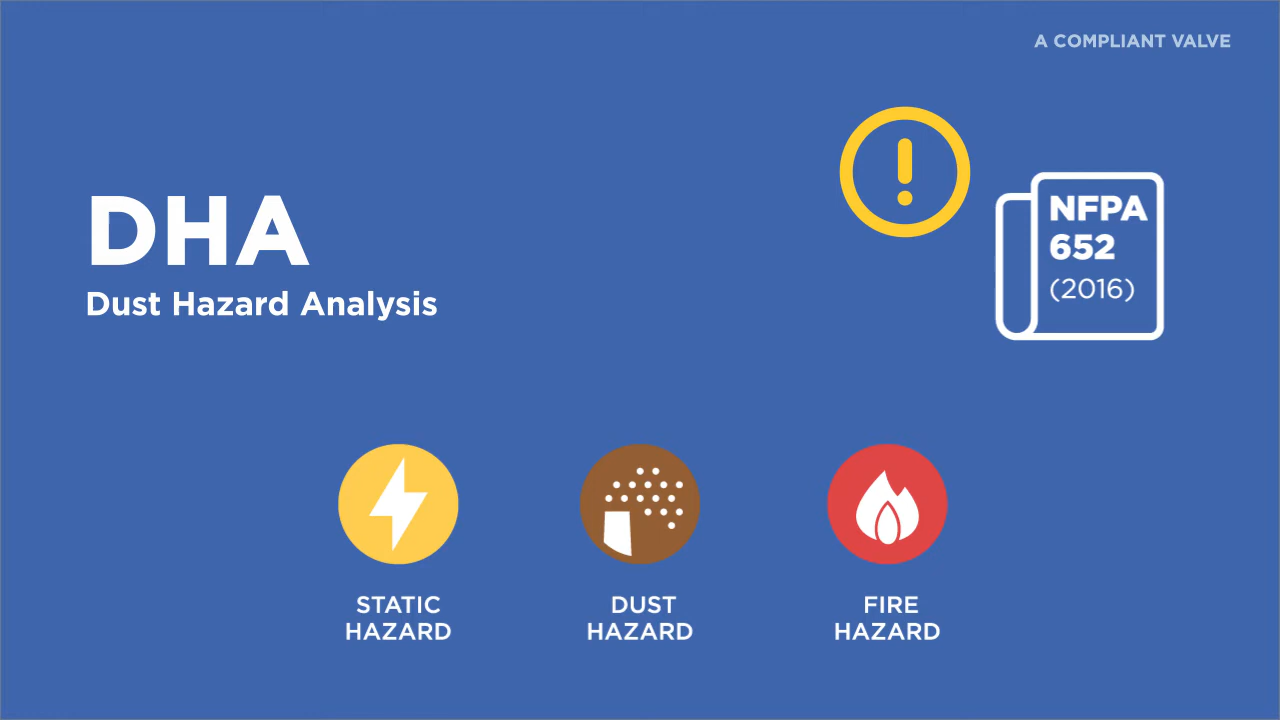 A COMPLIANT VALVE
DHA
Dust Hazard Analysis
NFPA
652
(2016)
STATIC
HAZARD
DUST
HAZARD
FIRE
HAZARD